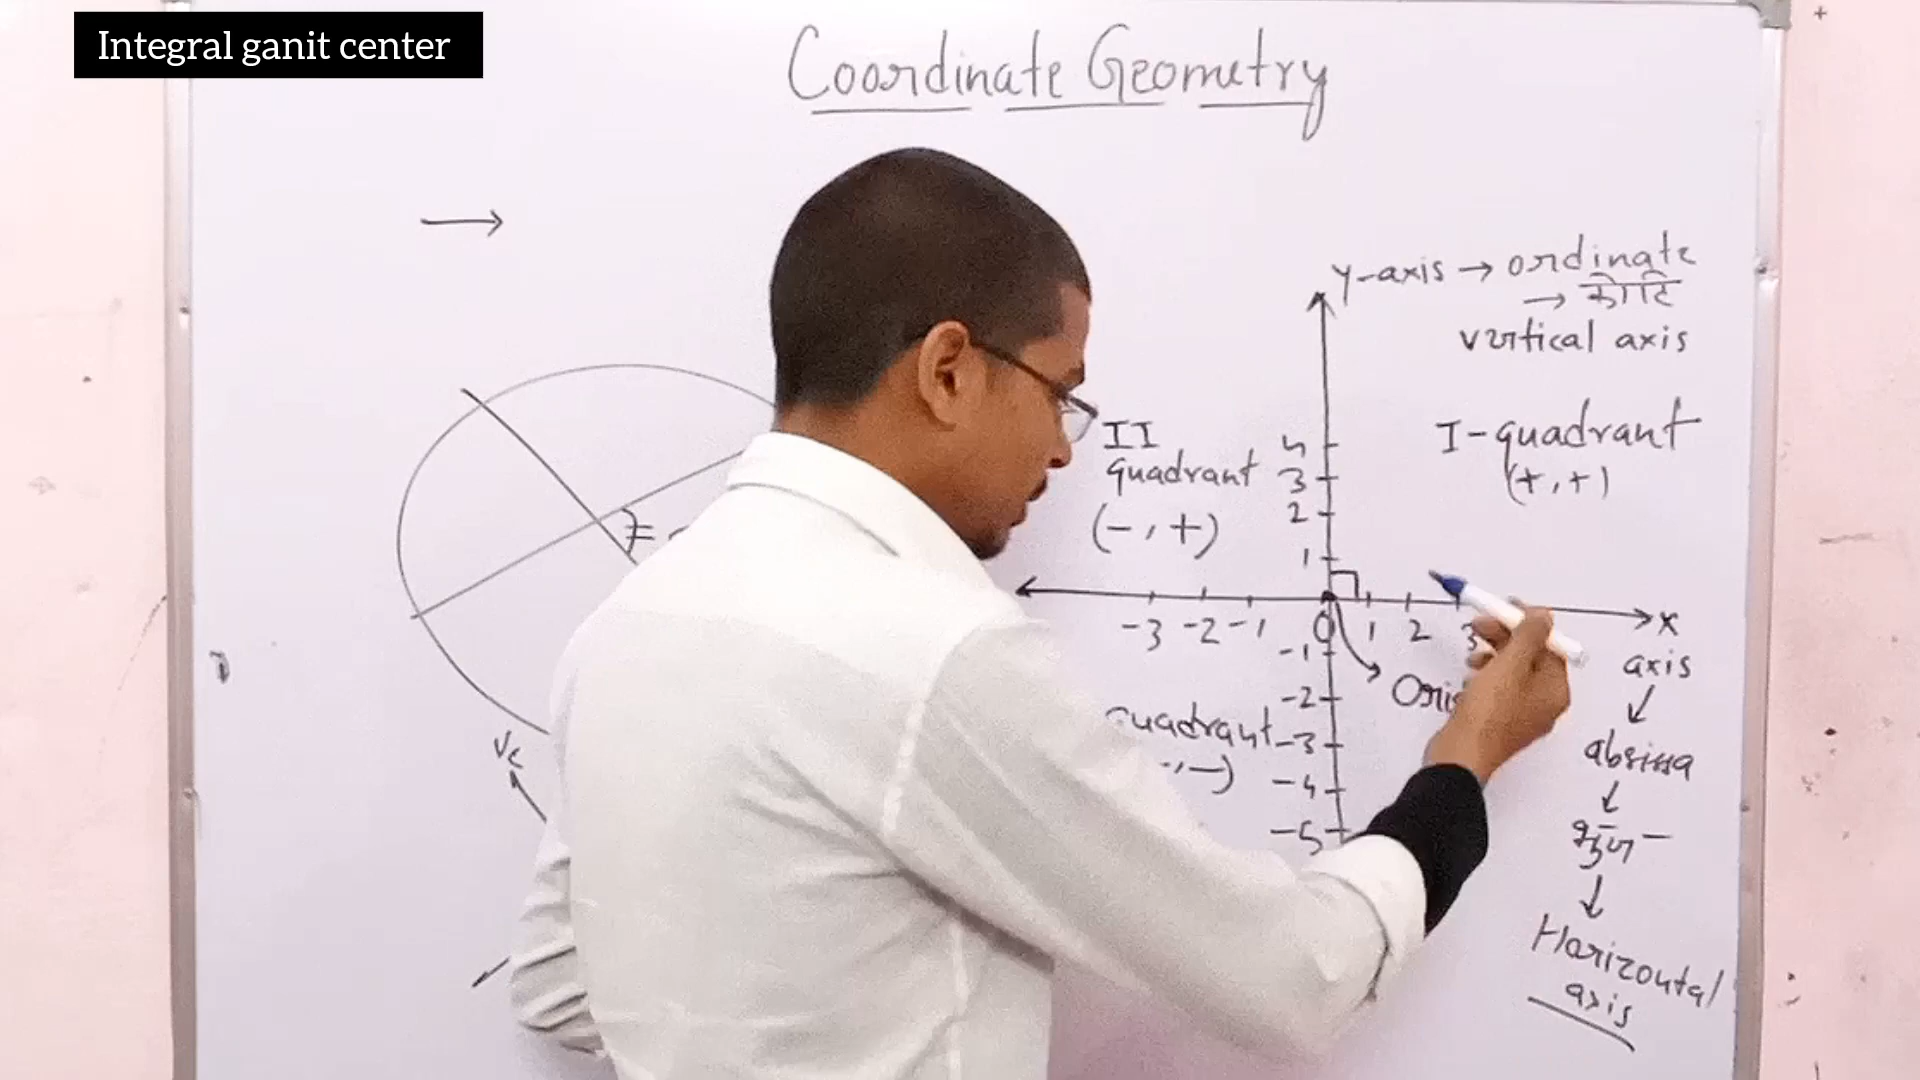 Integral ganit center
Coordinate Geometry
y-axis → ordinate
→ कोटि
vertical axis
II
quadrant
(-, +)
I-quadrant
(+, +)
4
3
2
1
-3 -2 -1 0 1 2 3
x
axis
↓
absissa
↓
भुज
↓
Horizontal
axis
-1
-2
-3
-4
-5
quadrant